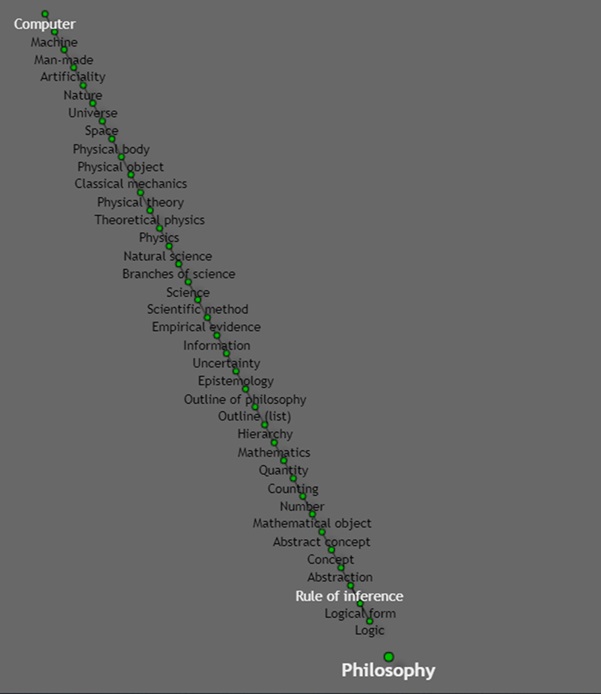 Computer
Machine
Man-made
Artificiality
Nature
Universe
Space
Physical body
Physical object
Classical mechanics
Physical theory
Theoretical physics
Physics
Natural science
Branches of science
Science
Scientific method
Empirical evidence
Information
Uncertainty
Epistemology
Outline of philosophy
Outline (list)
Hierarchy
Mathematics
Quantity
Counting
Number
Mathematical object
Abstract concept
Concept
Abstraction
Rule of inference
Logical form
Logic
Philosophy